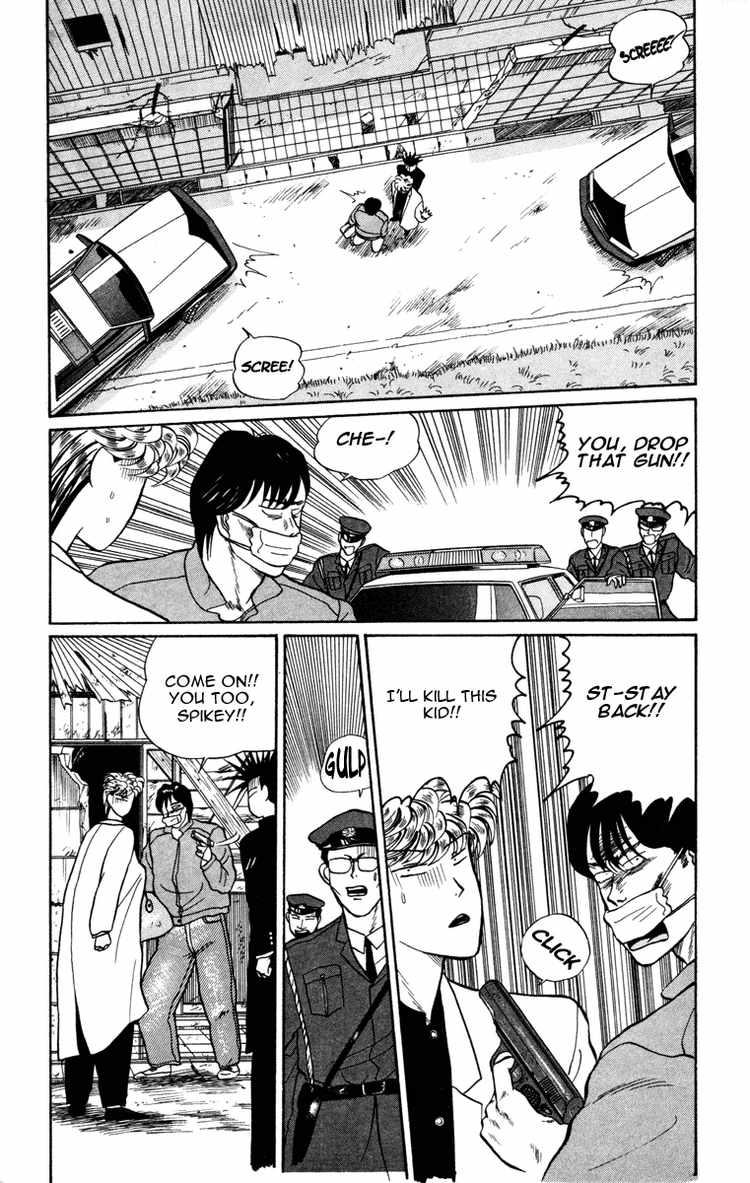 SCREEEE!
SCREE!
YOU, DROP
THAT GUN!!
CHE-!
ST-STAY
BACK!!
I'LL KILL THIS
KID!!
CLICK
GULP
COME ON!!
YOU TOO,
SPIKEY!!